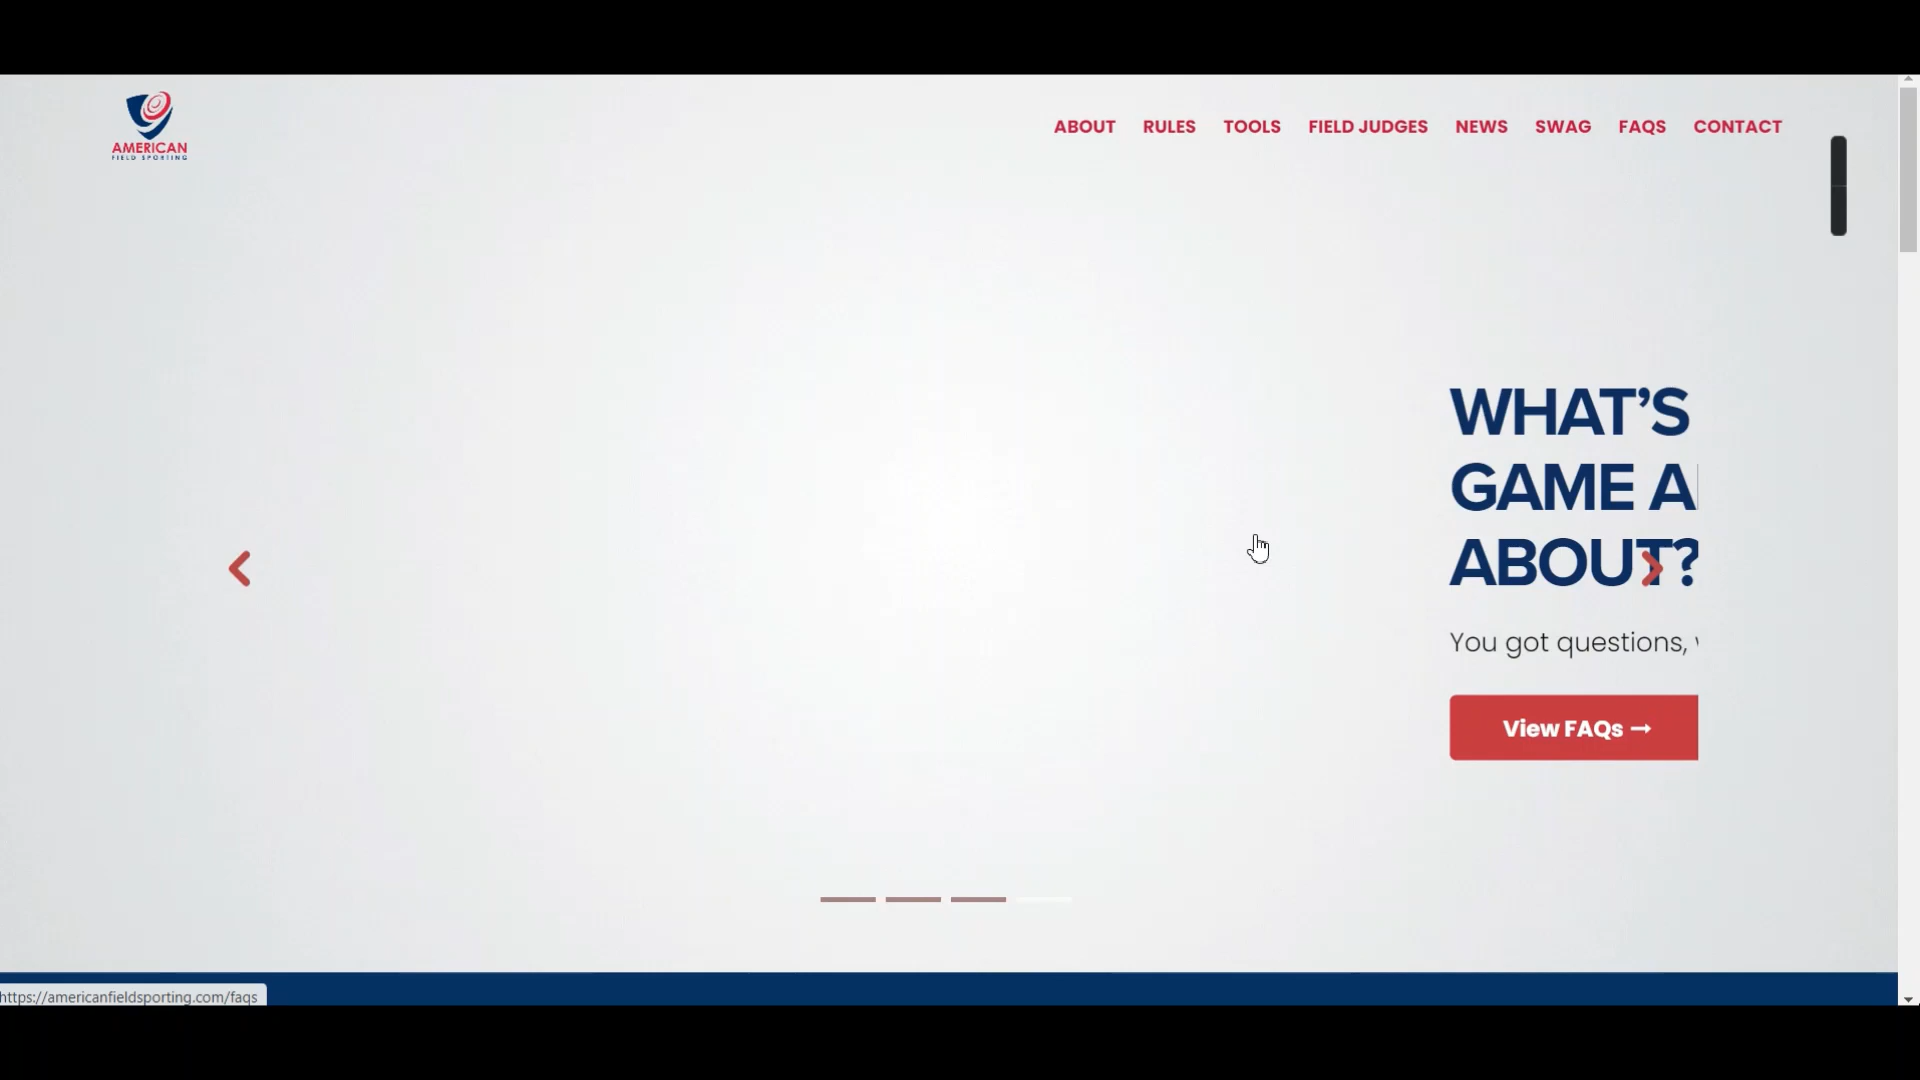 AMERICAN
FIELD SPORTING
ABOUT RULES TOOLS FIELD JUDGES NEWS SWAG FAQS CONTACT
WHAT’S
GAME A
ABOUT?
You got questions,
View FAQs →
https://americanfieldsporting.com/faqs